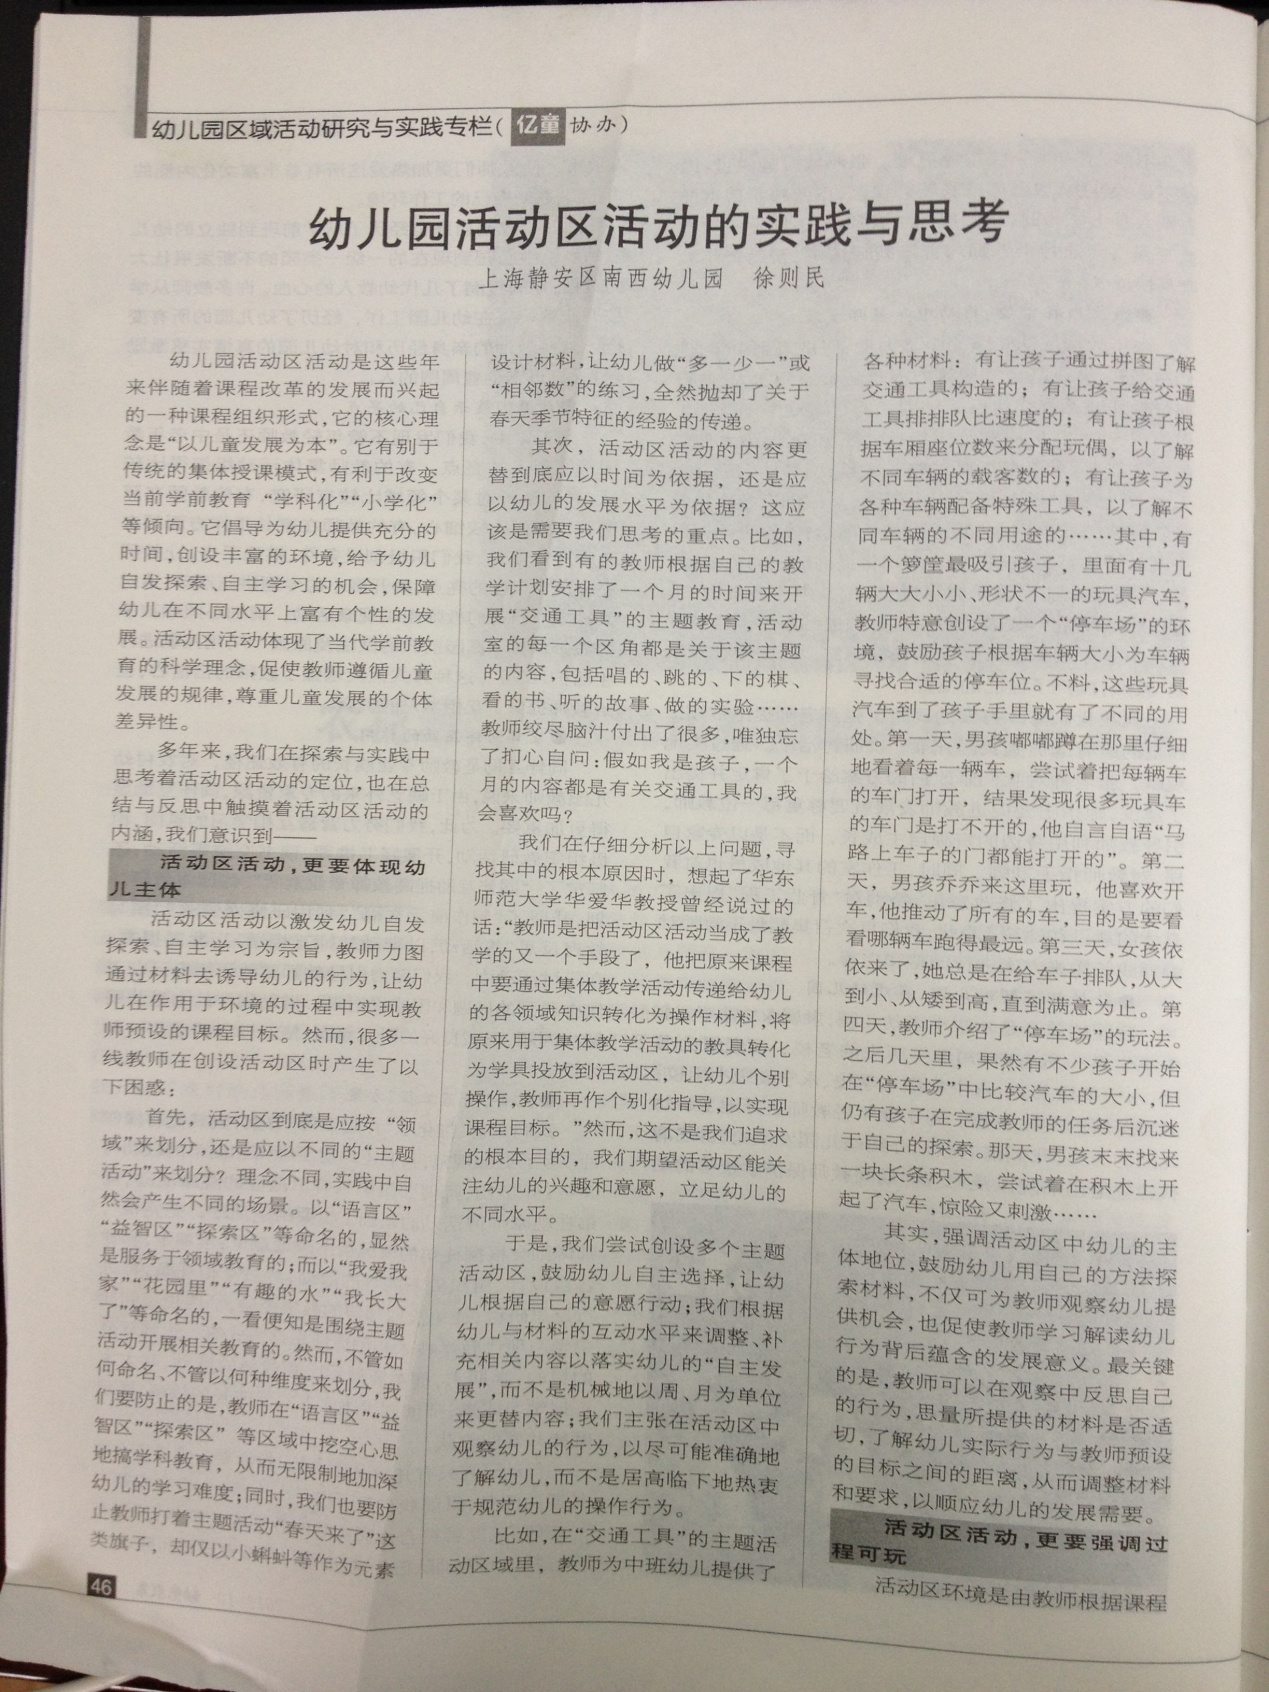 幼儿园区域活动研究与实践专栏(亿童协办)
幼儿园活动区活动的实践与思考
上海静安区南西幼儿园 徐则民
幼儿园活动区活动是这些年
来伴随着课程改革的发展而兴起
的一种课程组织形式,它的核心理
念是“以儿童发展为本”。它有别于
传统的集体授课模式,有利于改变
当前学前教育“学科化”“小学化”
等倾向。它倡导为幼儿提供充分的
时间,创设丰富的环境,给予幼儿
自发探索、自主学习的机会,保障
幼儿在不同水平上富有个性的发
展。活动区活动体现了当代学前教
育的科学理念,促使教师遵循儿童
发展的规律,尊重儿童发展的个体
差异性。
多年来,我们在探索与实践中
思考着活动区活动的定位,也在总
结与反思中触摸着活动区活动的
内涵,我们意识到——
活动区活动,更要体现幼
儿主体
活动区活动以激发幼儿自发
探索、自主学习为宗旨,教师力图
通过材料去诱导幼儿的行为,让幼
儿在作用于环境的过程中实现教
师预设的课程目标。然而,很多一
线教师在创设活动区时产生了以
下困惑:
首先,活动区到底是应按“领
域”来划分,还是应以不同的“主题
活动”来划分?理念不同,实践中自
然会产生不同的场景。以“语言区”
“益智区”“探索区”等命名的,显然
是服务于领域教育的;而以“我爱我
家”“花园里”“有趣的水”“我长大
了”等命名的,一看便知是围绕主题
活动开展相关教育的。然而,不管如
何命名、不管以何种维度来划分,我
们要防止的是,教师在“语言区”“益
智区”“探索区”等区域中挖空心思
地搞学科教育,从而无限制地加深
幼儿的学习难度;同时,我们也要防
止教师打着主题活动“春天来了”这
类旗子,却仅以小蝌蚪等作为元素
46
设计材料,让幼儿做“多一少一”或
“相邻数”的练习,全然抛却了关于
春天季节特征的经验的传递。
其次,活动区活动的内容更
替到底应以时间为依据,还是应
以幼儿的发展水平为依据?这应
该是需要我们思考的重点。比如,
我们看到有的教师根据自己的教
学计划安排了一个月的时间来开
展“交通工具”的主题教育,活动
室的每一个区角都是关于该主题
的内容,包括唱的、跳的、下的棋、
看的书、听的故事、做的实验……
教师绞尽脑汁付出了很多,唯独忘
了扪心自问:假如我是孩子,一个
月的内容都是有关交通工具的,我
会喜欢吗?
我们在仔细分析以上问题,寻
找其中的根本原因时,想起了华东
师范大学华爱华教授曾经说过的
话:“教师是把活动区活动当成了教
学的又一个手段了,他把原来课程
中要通过集体教学活动传递给幼儿
的各领域知识转化为操作材料,将
原来用于集体教学活动的教具转化
为学具投放到活动区,让幼儿个别
操作,教师再作个别化指导,以实现
课程目标。”然而,这不是我们追求
的根本目的,我们期望活动区能关
注幼儿的兴趣和意愿,立足幼儿的
不同水平。
于是,我们尝试创设多个主题
活动区,鼓励幼儿自主选择,让幼
儿根据自己的意愿行动;我们根据
幼儿与材料的互动水平来调整、补
充相关内容以落实幼儿的“自主发
展”,而不是机械地以周、月为单位
来更替内容;我们主张在活动区中
观察幼儿的行为,以尽可能准确地
了解幼儿,而不是居高临下地热衷
于规范幼儿的操作行为。
比如,在“交通工具”的主题活
动区域里,教师为中班幼儿提供了
各种材料:有让孩子通过拼图了解
交通工具构造的;有让孩子给交通
工具排排队比速度的;有让孩子根
据车厢座位数来分配玩偶,以了解
不同车辆的载客数的;有让孩子为
各种车辆配备特殊工具,以了解不
同车辆的不同用途的……其中,有
一个箩筐最吸引孩子,里面有十几
辆大大小小、形状不一的玩具汽车,
教师特意创设了一个“停车场”的环
境,鼓励孩子根据车辆大小为车辆
寻找合适的停车位。不料,这些玩具
汽车到了孩子手里就有了不同的用
处。第一天,男孩嘟嘟蹲在那里仔细
地看着每一辆车,尝试着把每辆车
的车门打开,结果发现很多玩具车
的车门是打不开的,他自言自语“马
路上车子的门都能打开的”。第二
天,男孩乔乔来这里玩,他喜欢开
车,他推动了所有的车,目的是要看
看哪辆车跑得最远。第三天,女孩依
依来了,她总是在给车子排队,从大
到小、从矮到高,直到满意为止。第
四天,教师介绍了“停车场”的玩法。
之后几天里,果然有不少孩子开始
在“停车场”中比较汽车的大小,但
仍有孩子在完成教师的任务后沉迷
于自己的探索。那天,男孩末末找来
一块长条积木,尝试着在积木上开
起了汽车,惊险又刺激……
其实,强调活动区中幼儿的主
体地位,鼓励幼儿用自己的方法探
索材料,不仅可为教师观察幼儿提
供机会,也促使教师学习解读幼儿
行为背后蕴含的发展意义。最关键
的是,教师可以在观察中反思自己
的行为,思量所提供的材料是否适
切,了解幼儿实际行为与教师预设
的目标之间的距离,从而调整材料
和要求,以顺应幼儿的发展需要。
活动区活动,更要强调过
程可玩
活动区环境是由教师根据课程